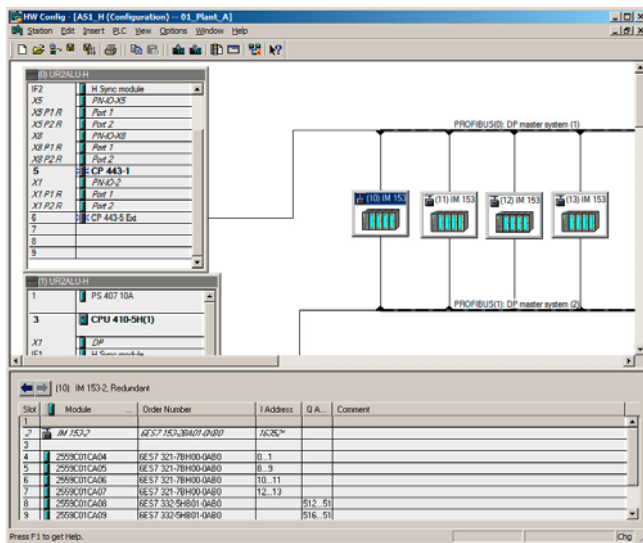 HW Config - [AS1_H (Configuration) -- 01_Plant_A]
Station Edit Insert PLC View Options Window Help
(0) UR2ALU-H
IF2 H Sync module
X5 PN-IO-X5
X5 P1 R Port 1
X5 P2 R Port 2
X8 PN-IO-X8
X8 P1 R Port 1
X8 P2 R Port 2
5 CP 443-1
X1 PN-IO-2
X1 P1 R Port 1
X1 P2 R Port 2
6 CP 443-5 Ext
7
8
9
PROFIBUS(0): DP master system (1)
(10) IM 153 (11) IM 153 (12) IM 153 (13) IM 153
PROFIBUS(1): DP master system (2)
(1) UR2ALU-H
1 PS 407 10A
3 CPU 410-5H(1)
X1 DP
IF1 H Sync module
(10) IM 153-2, Redundant
Slot Module ... Order Number I Address Q A... Comment
1
2 IM 153-2 6ES7 153-2BA01-0XB0 16362*
3
4 2559C01CA04 6ES7 321-7BH00-0AB0 0...1
5 2559C01CA05 6ES7 321-7BH00-0AB0 8...9
6 2559C01CA06 6ES7 321-7BH00-0AB0 10...11
7 2559C01CA07 6ES7 321-7BH00-0AB0 12...13
8 2559C01CA08 6ES7 332-5HB01-0AB0 512...51
9 2559C01CA09 6ES7 332-5HB01-0AB0 516...51
Press F1 to get Help. Chg